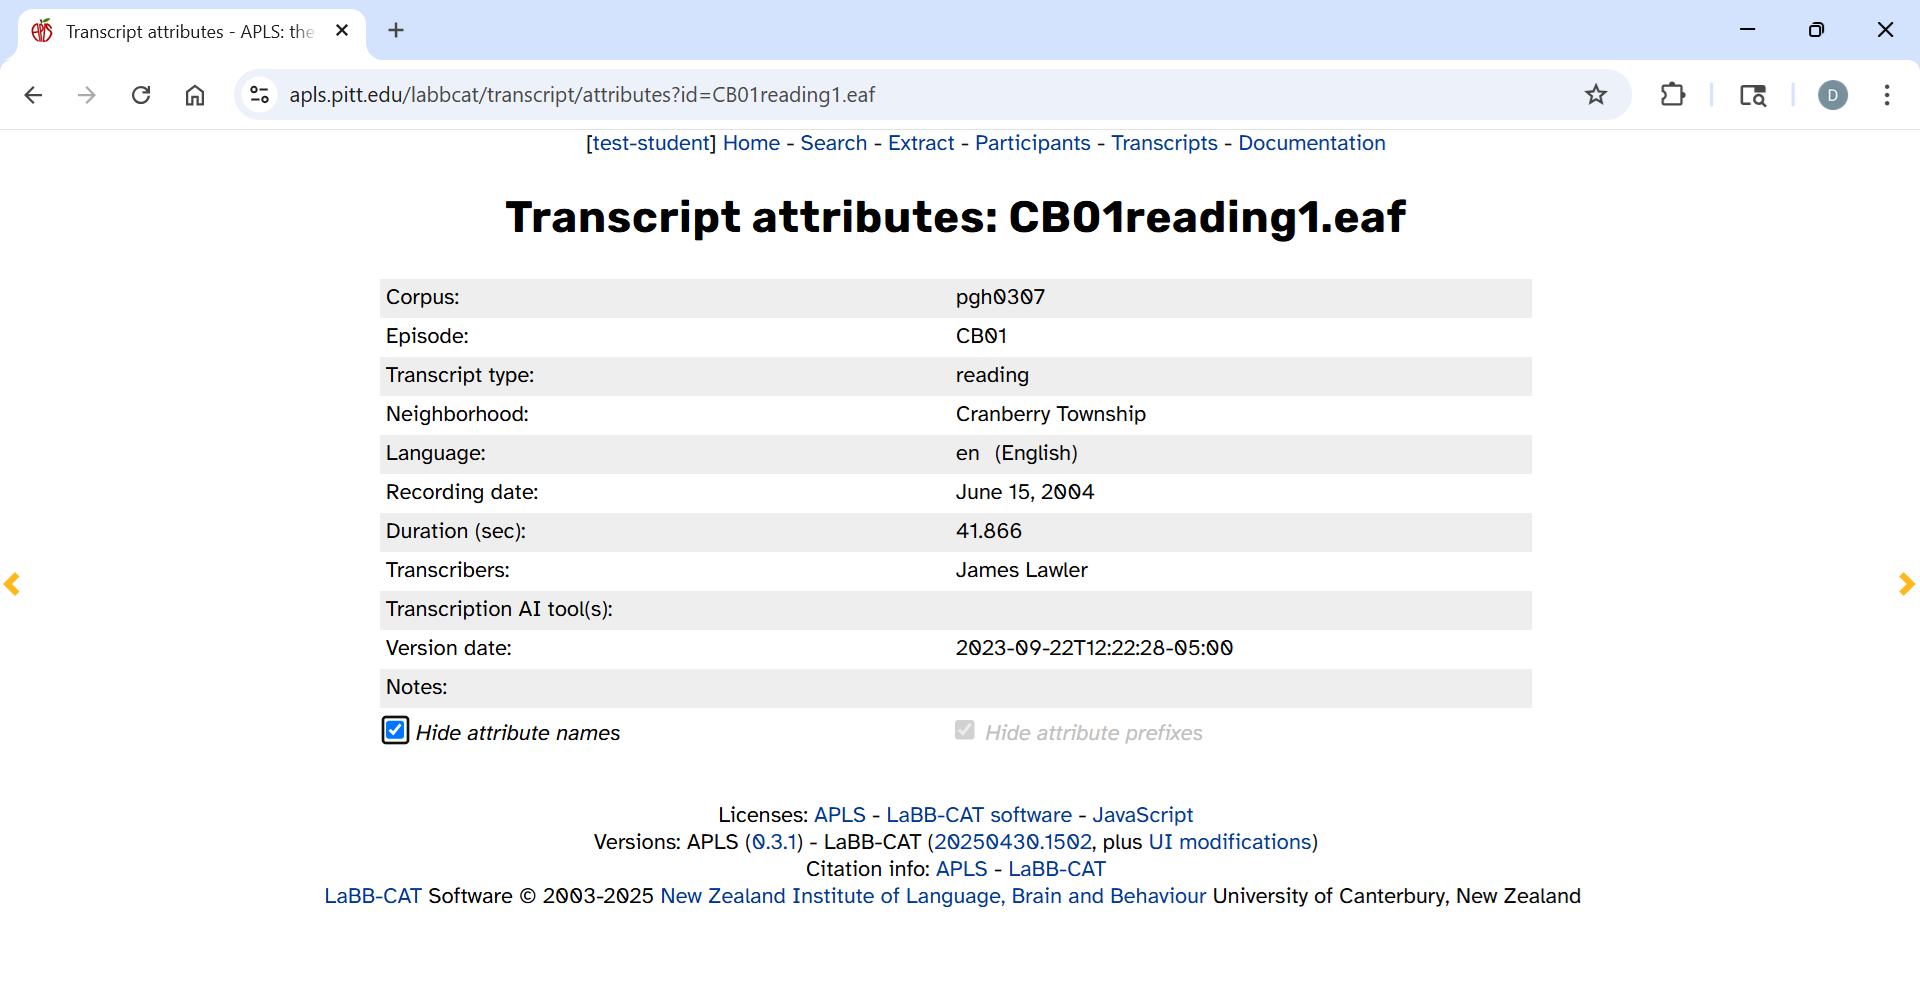 Transcript attributes - APLS: the
apls.pitt.edu/labbcat/transcript/attributes?id=CB01reading1.eaf
D
[test-student] Home - Search - Extract - Participants - Transcripts - Documentation
Transcript attributes: CB01reading1.eaf
Corpus: pgh0307
Episode: CB01
Transcript type: reading
Neighborhood: Cranberry Township
Language: en (English)
Recording date: June 15, 2004
Duration (sec): 41.866
Transcribers: James Lawler
Transcription AI tool(s):
Version date: 2023-09-22T12:22:28-05:00
Notes:
Hide attribute names Hide attribute prefixes
Licenses: APLS - LaBB-CAT software - JavaScript
Versions: APLS (0.3.1) - LaBB-CAT (20250430.1502, plus UI modifications)
Citation info: APLS - LaBB-CAT
LaBB-CAT Software © 2003-2025 New Zealand Institute of Language, Brain and Behaviour University of Canterbury, New Zealand